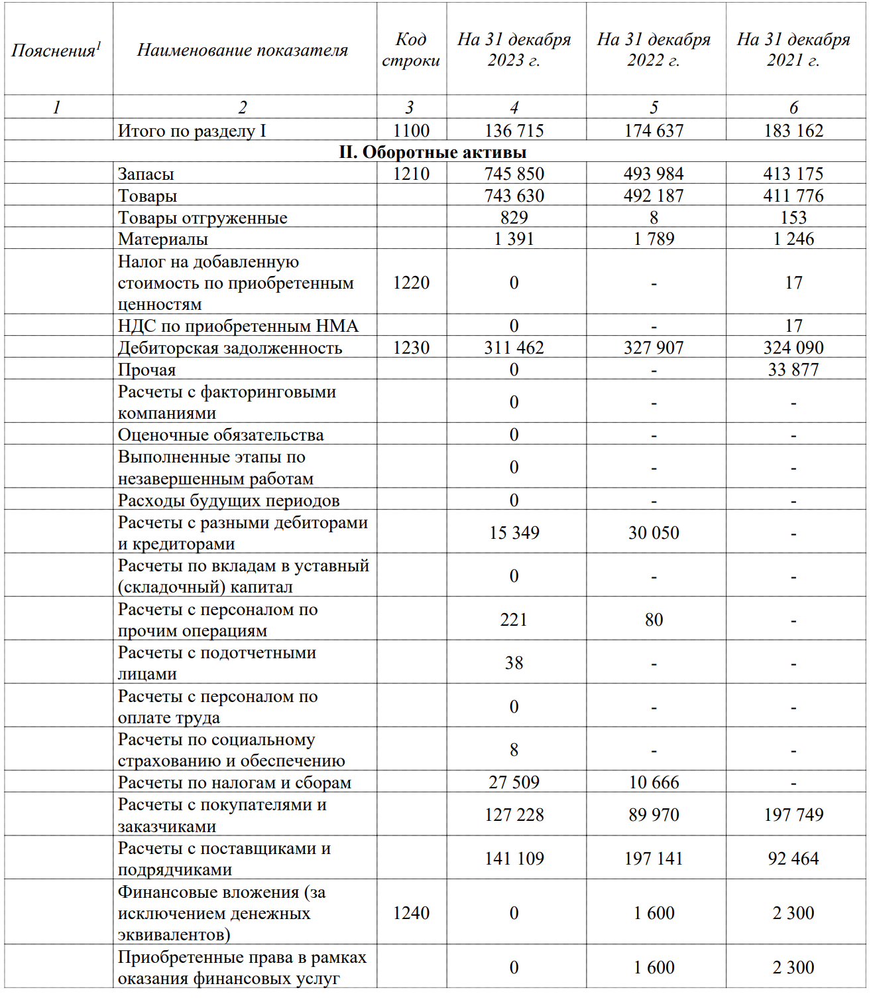 Пояснения1 Наименование показателя Код строки На 31 декабря 2023 г. На 31 декабря 2022 г. На 31 декабря 2021 г.
1 2 3 4 5 6
Итого по разделу I 1100 136 715 174 637 183 162
II. Оборотные активы
Запасы 1210 745 850 493 984 413 175
Товары 743 630 492 187 411 776
Товары отгруженные 829 8 153
Материалы 1 391 1 789 1 246
Налог на добавленную
стоимость по приобретенным 1220 0 - 17
ценностям
НДС по приобретенным НМА 0 - 17
Дебиторская задолженность 1230 311 462 327 907 324 090
Прочая 0 - 33 877
Расчеты с факторинговыми
компаниями 0 - -
Оценочные обязательства 0 - -
Выполненные этапы по
незавершенным работам 0 - -
Расходы будущих периодов 0 - -
Расчеты с разными дебиторами
и кредиторами 15 349 30 050 -
Расчеты по вкладам в уставный
(складочный) капитал 0 - -
Расчеты с персоналом по
прочим операциям 221 80 -
Расчеты с подотчетными
лицами 38 - -
Расчеты с персоналом по
оплате труда 0 - -
Расчеты по социальному
страхованию и обеспечению 8 - -
Расчеты по налогам и сборам 27 509 10 666 -
Расчеты с покупателями и
заказчиками 127 228 89 970 197 749
Расчеты с поставщиками и
подрядчиками 141 109 197 141 92 464
Финансовые вложения (за
исключением денежных 1240 0 1 600 2 300
эквивалентов)
Приобретенные права в рамках
оказания финансовых услуг 0 1 600 2 300